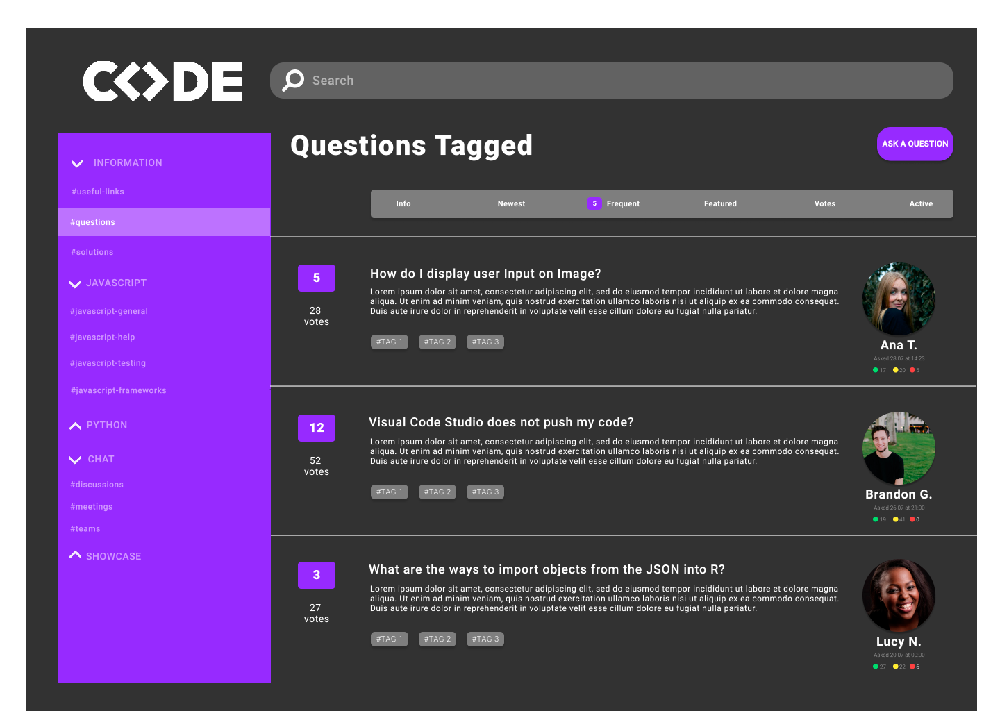 C<>DE
Search
Questions Tagged
ASK A QUESTION
INFORMATION
#useful-links
#questions
#solutions
JAVASCRIPT
#javascript-general
#javascript-help
#javascript-testing
#javascript-frameworks
PYTHON
CHAT
#discussions
#meetings
#teams
SHOWCASE
Info Newest 5 Frequent Featured Votes Active
5
28
votes
How do I display user Input on Image?
Lorem ipsum dolor sit amet, consectetur adipiscing elit, sed do eiusmod tempor incididunt ut labore et dolore magna
aliqua. Ut enim ad minim veniam, quis nostrud exercitation ullamco laboris nisi ut aliquip ex ea commodo consequat.
Duis aute irure dolor in reprehenderit in voluptate velit esse cillum dolore eu fugiat nulla pariatur.
#TAG 1 #TAG 2 #TAG 3
Ana T.
Asked 28.07 at 14:23
17 20 5
12
52
votes
Visual Code Studio does not push my code?
Lorem ipsum dolor sit amet, consectetur adipiscing elit, sed do eiusmod tempor incididunt ut labore et dolore magna
aliqua. Ut enim ad minim veniam, quis nostrud exercitation ullamco laboris nisi ut aliquip ex ea commodo consequat.
Duis aute irure dolor in reprehenderit in voluptate velit esse cillum dolore eu fugiat nulla pariatur.
#TAG 1 #TAG 2 #TAG 3
Brandon G.
Asked 26.07 at 21:00
19 41 0
3
27
votes
What are the ways to import objects from the JSON into R?
Lorem ipsum dolor sit amet, consectetur adipiscing elit, sed do eiusmod tempor incididunt ut labore et dolore magna
aliqua. Ut enim ad minim veniam, quis nostrud exercitation ullamco laboris nisi ut aliquip ex ea commodo consequat.
Duis aute irure dolor in reprehenderit in voluptate velit esse cillum dolore eu fugiat nulla pariatur.
#TAG 1 #TAG 2 #TAG 3
Lucy N.
Asked 20.07 at 00:00
27 22 6